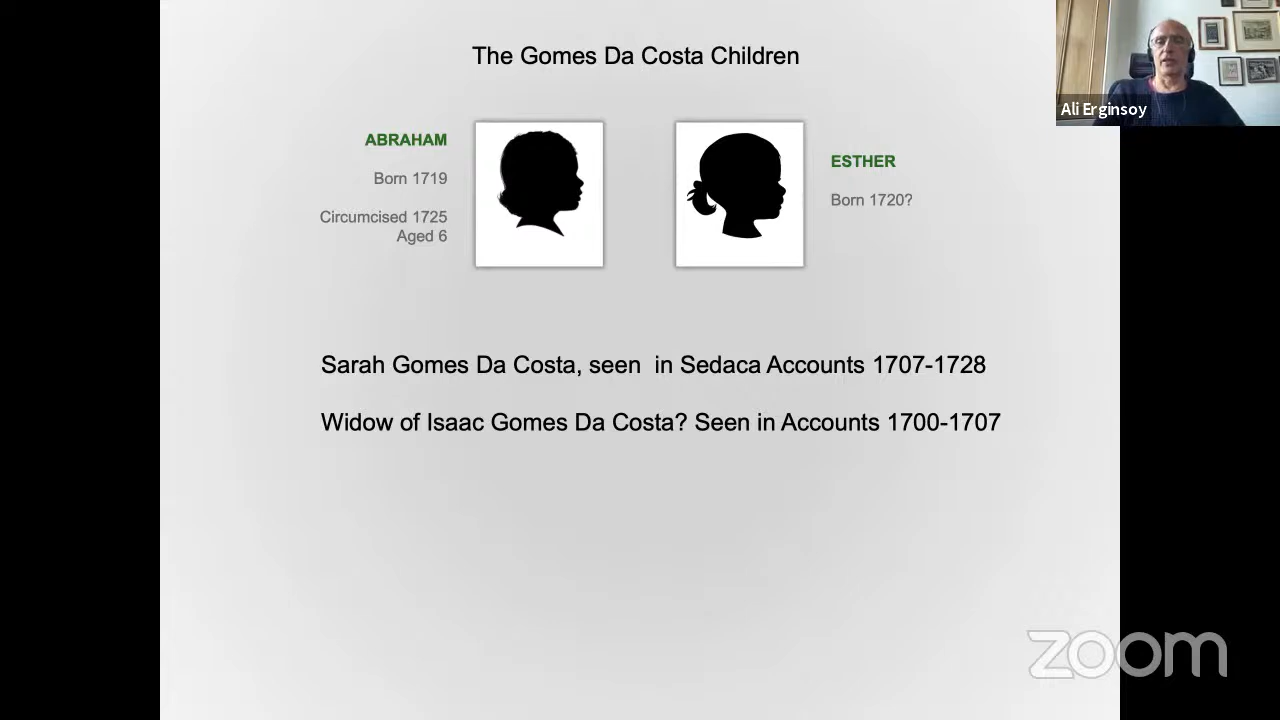 The Gomes Da Costa Children
Ali Erginsoy
ABRAHAM
Born 1719
Circumcised 1725
Aged 6
ESTHER
Born 1720?
Sarah Gomes Da Costa, seen in Sedaca Accounts 1707-1728
Widow of Isaac Gomes Da Costa? Seen in Accounts 1700-1707
zoom